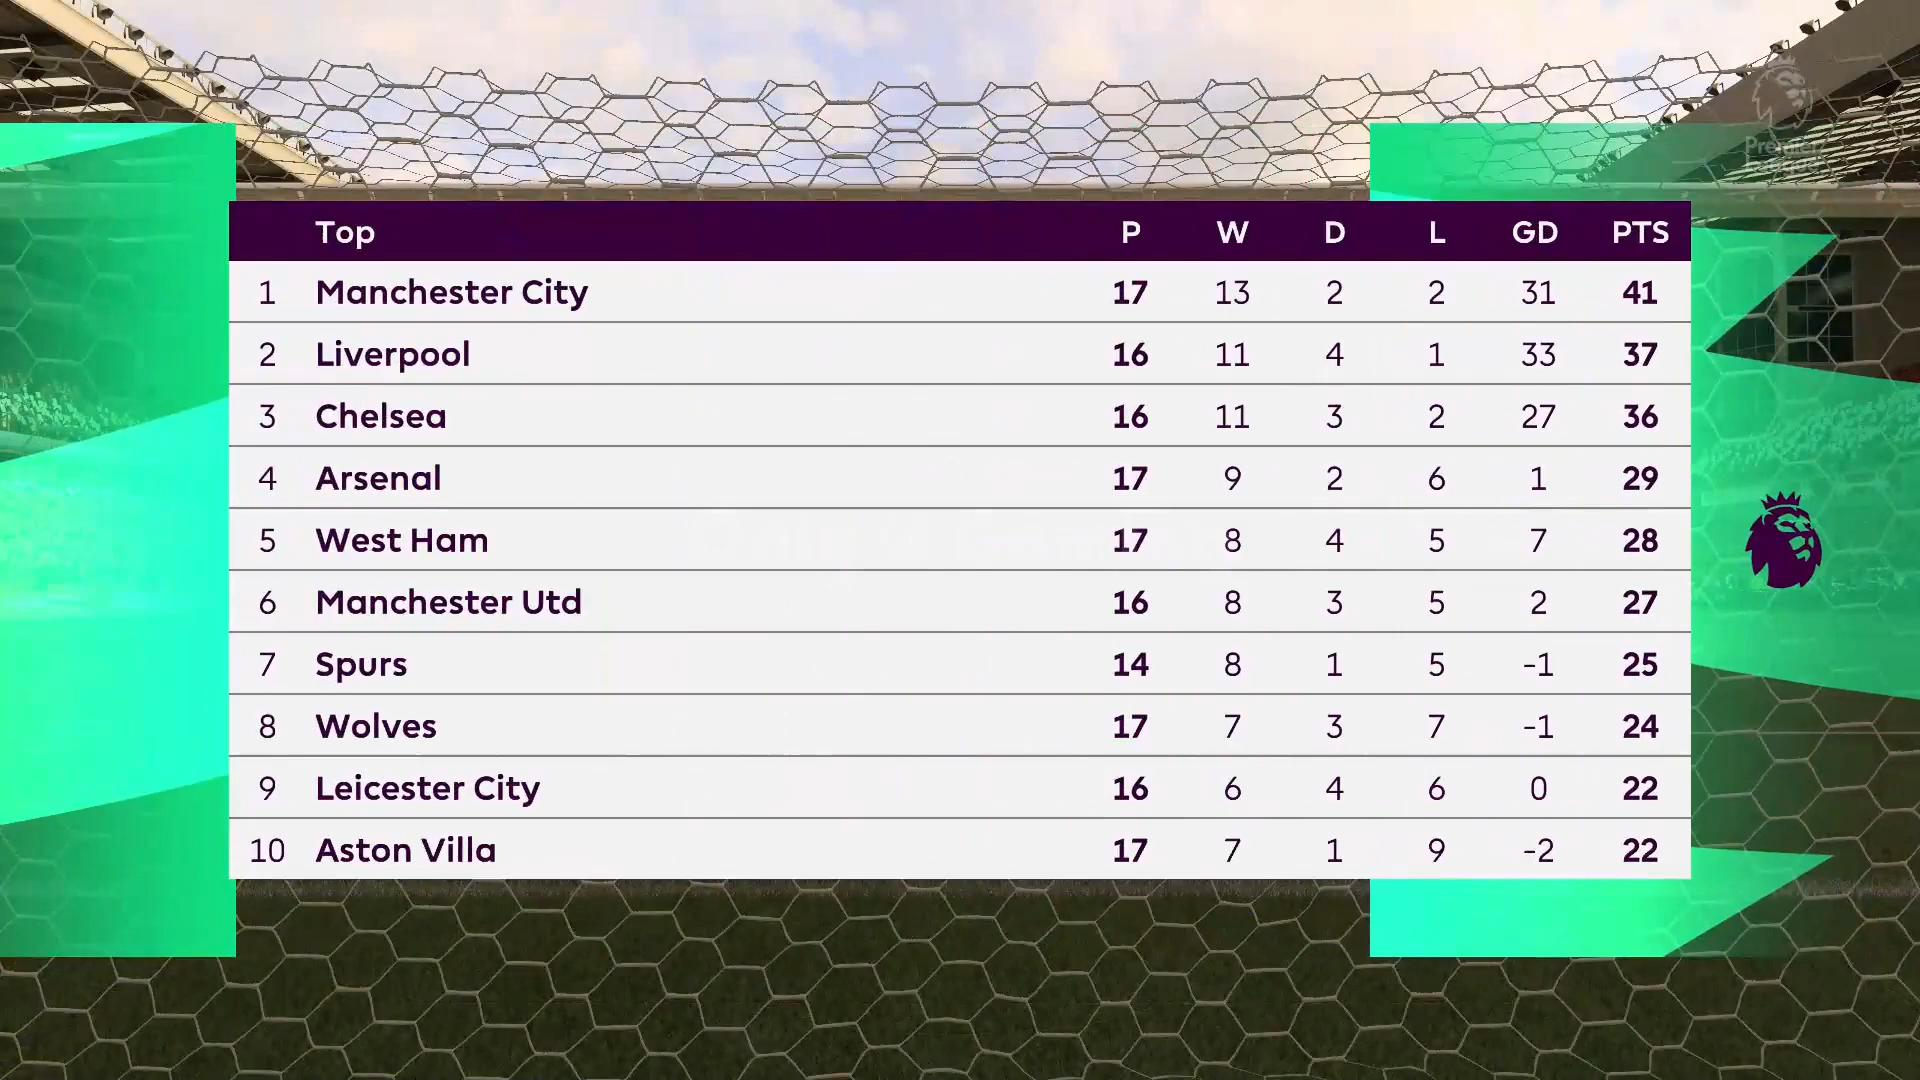 Premier
League
Top P W D L GD PTS
1 Manchester City 17 13 2 2 31 41
2 Liverpool 16 11 4 1 33 37
3 Chelsea 16 11 3 2 27 36
4 Arsenal 17 9 2 6 1 29
5 West Ham 17 8 4 5 7 28
6 Manchester Utd 16 8 3 5 2 27
7 Spurs 14 8 1 5 -1 25
8 Wolves 17 7 3 7 -1 24
9 Leicester City 16 6 4 6 0 22
10 Aston Villa 17 7 1 9 -2 22